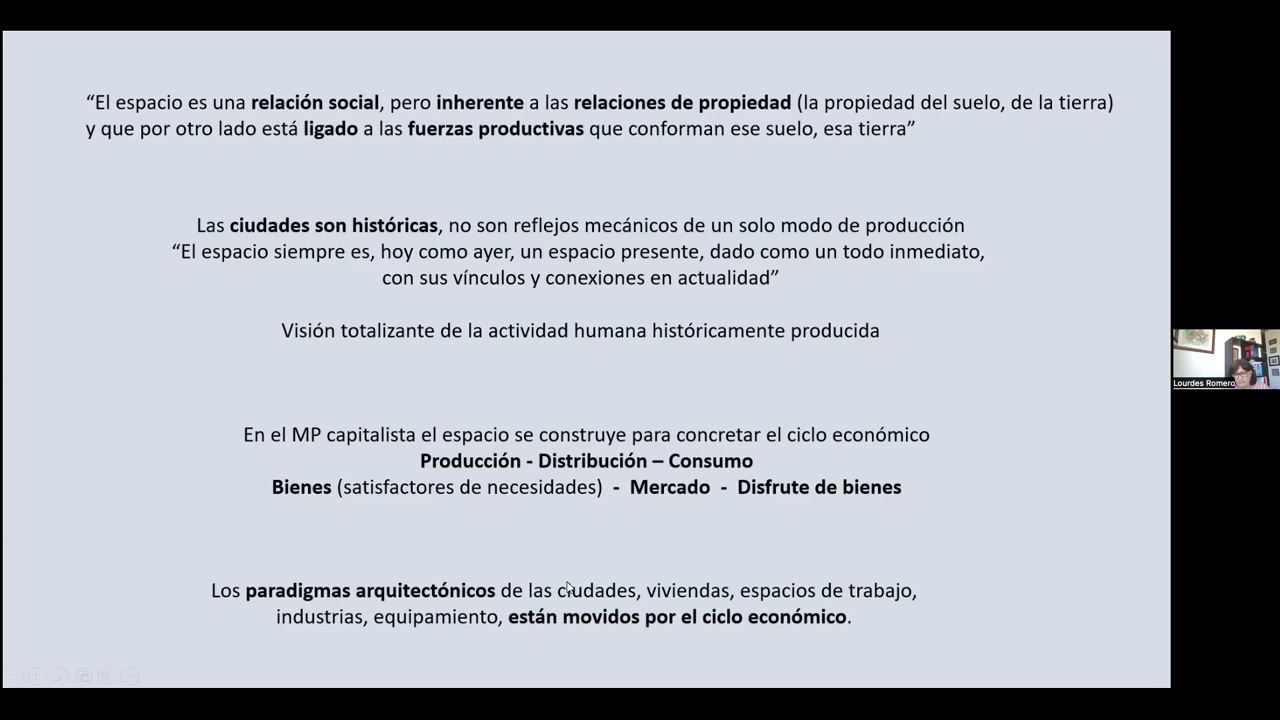 “El espacio es una relación social, pero inherente a las relaciones de propiedad (la propiedad del suelo, de la tierra)
y que por otro lado está ligado a las fuerzas productivas que conforman ese suelo, esa tierra”
Las ciudades son históricas, no son reflejos mecánicos de un solo modo de producción
“El espacio siempre es, hoy como ayer, un espacio presente, dado como un todo inmediato,
con sus vínculos y conexiones en actualidad”
Visión totalizante de la actividad humana históricamente producida
En el MP capitalista el espacio se construye para concretar el ciclo económico
Producción - Distribución – Consumo
Bienes (satisfactores de necesidades) - Mercado - Disfrute de bienes
Los paradigmas arquitectónicos de las ciudades, viviendas, espacios de trabajo,
industrias, equipamiento, están movidos por el ciclo económico.
Lourdes Romero